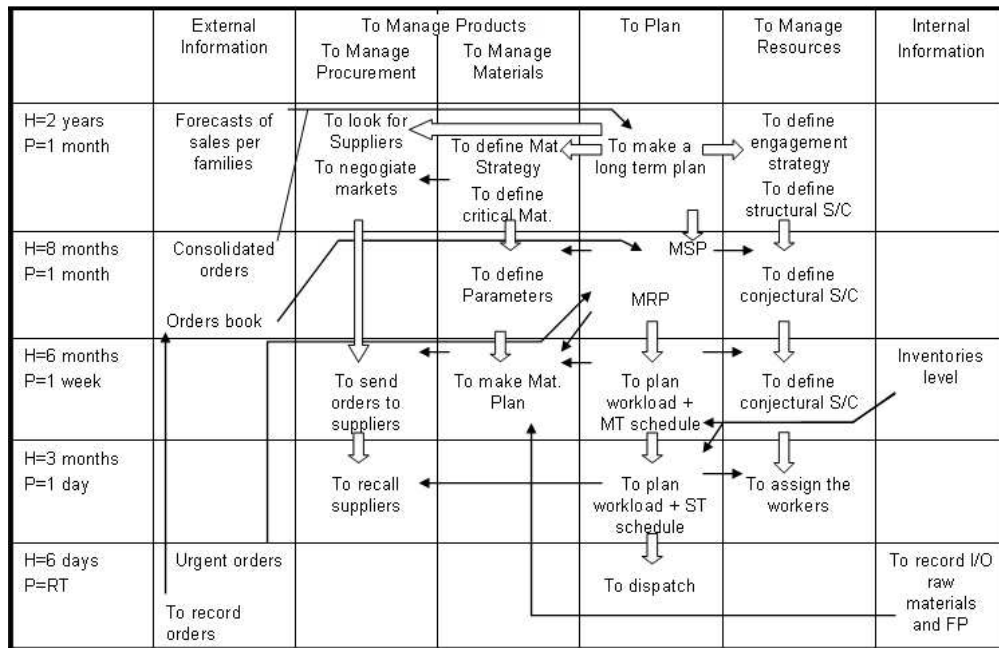 External
Information
To Manage Products
To Manage
Procurement
To Manage
Materials
To Plan
To Manage
Resources
Internal
Information
H=2 years
P=1 month
Forecasts of
sales per
families
To look for
Suppliers
To negogiate
markets
To define Mat.
Strategy
To define
critical Mat.
To make a
long term plan
To define
engagement
strategy
To define
structural S/C
H=8 months
P=1 month
Consolidated
orders
Orders book
To define
Parameters
MSP
MRP
To define
conjectural S/C
H=6 months
P=1 week
To send
orders to
suppliers
To make Mat.
Plan
To plan
workload +
MT schedule
To define
conjectural S/C
Inventories
level
H=3 months
P=1 day
To recall
suppliers
To plan
workload + ST
schedule
To assign the
workers
H=6 days
P=RT
Urgent orders
To record
orders
To dispatch
To record I/O
raw
materials
and FP